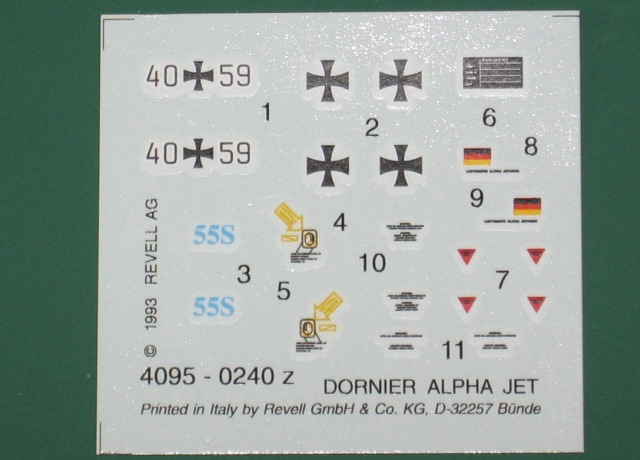 40 59
1
2
6
40 59
8
9
55S
4
3
10
5
7
55S
11
© 1993 REVELL AG
4095 - 0240 z
DORNIER ALPHA JET
Printed in Italy by Revell GmbH & Co. KG, D-32257 Bünde